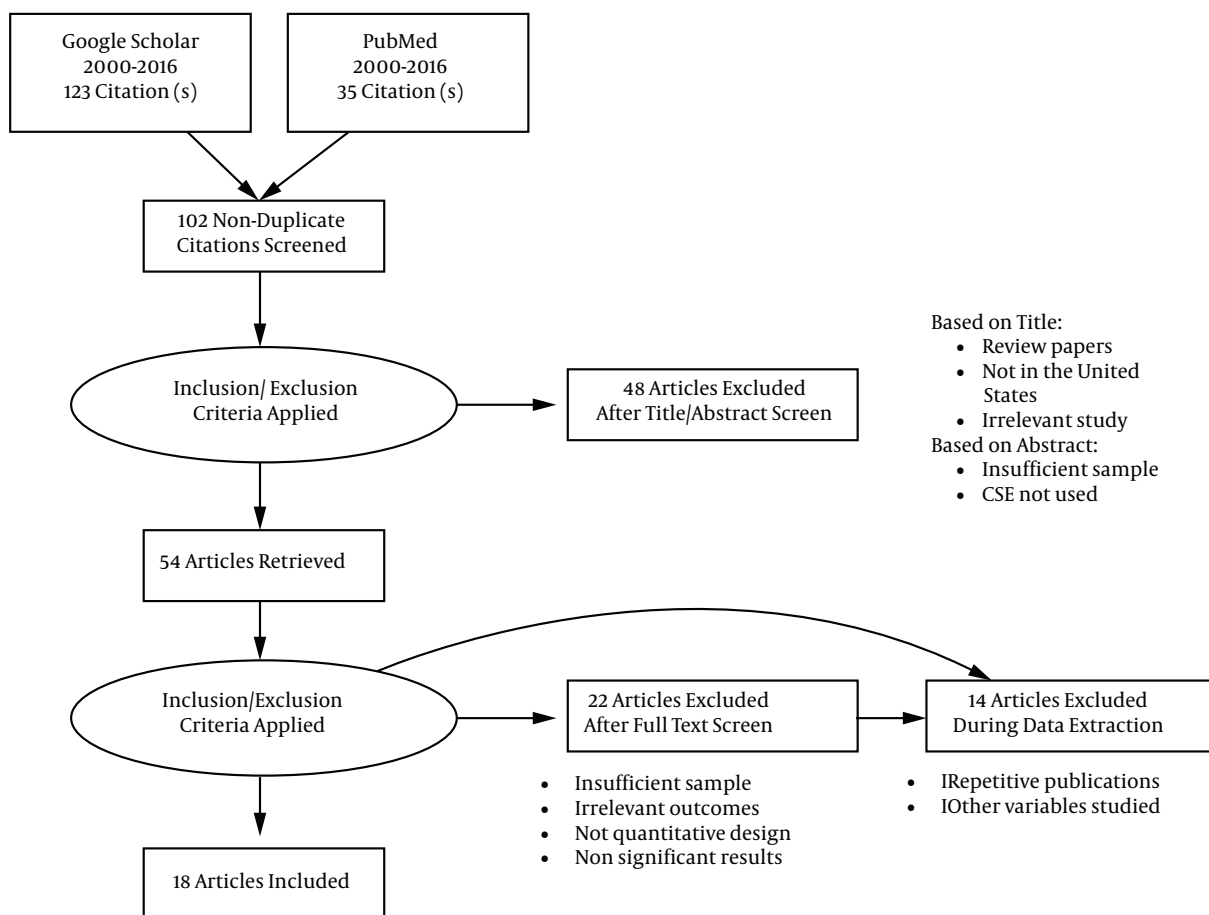 Google Scholar
2000-2016
123 Citation (s)
PubMed
2000-2016
35 Citation (s)
102 Non-Duplicate
Citations Screened
Inclusion/ Exclusion
Criteria Applied
48 Articles Excluded
After Title/Abstract Screen
Based on Title:
• Review papers
• Not in the United
States
• Irrelevant study
Based on Abstract:
• Insufficient sample
• CSE not used
54 Articles Retrieved
Inclusion/Exclusion
Criteria Applied
22 Articles Excluded
After Full Text Screen
14 Articles Excluded
During Data Extraction
• Insufficient sample
• Irrelevant outcomes
• Not quantitative design
• Non significant results
• IRepetitive publications
• IOther variables studied
18 Articles Included